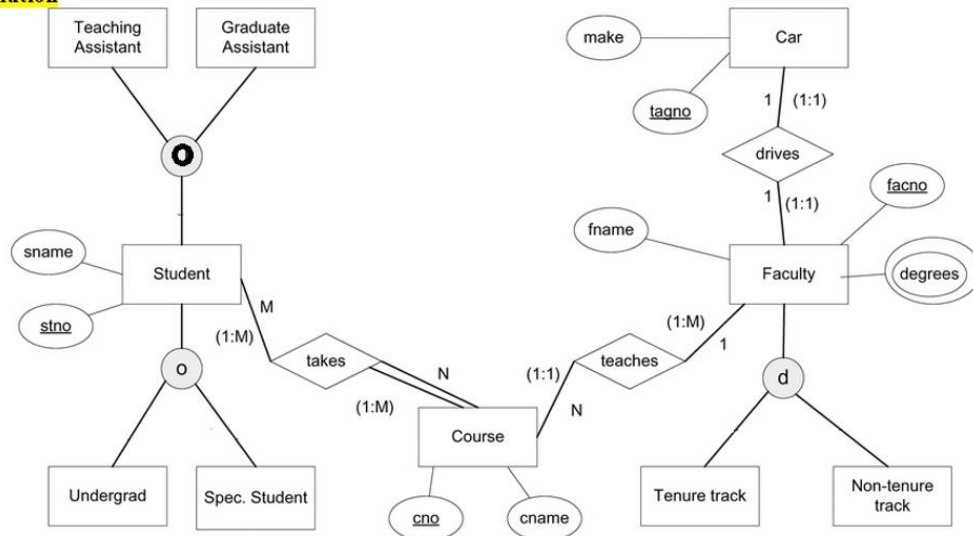 Teaching
Assistant
Graduate
Assistant
make
Car
tagno
1
(1:1)
O
drives
facno
1
(1:1)
fname
sname
Student
Faculty
degrees
stno
M
(1:M)
(1:M)
1
takes
teaches
N
(1:1)
o
(1:M)
N
d
Course
Undergrad
Spec. Student
Tenure track
Non-tenure
track
cno
cname